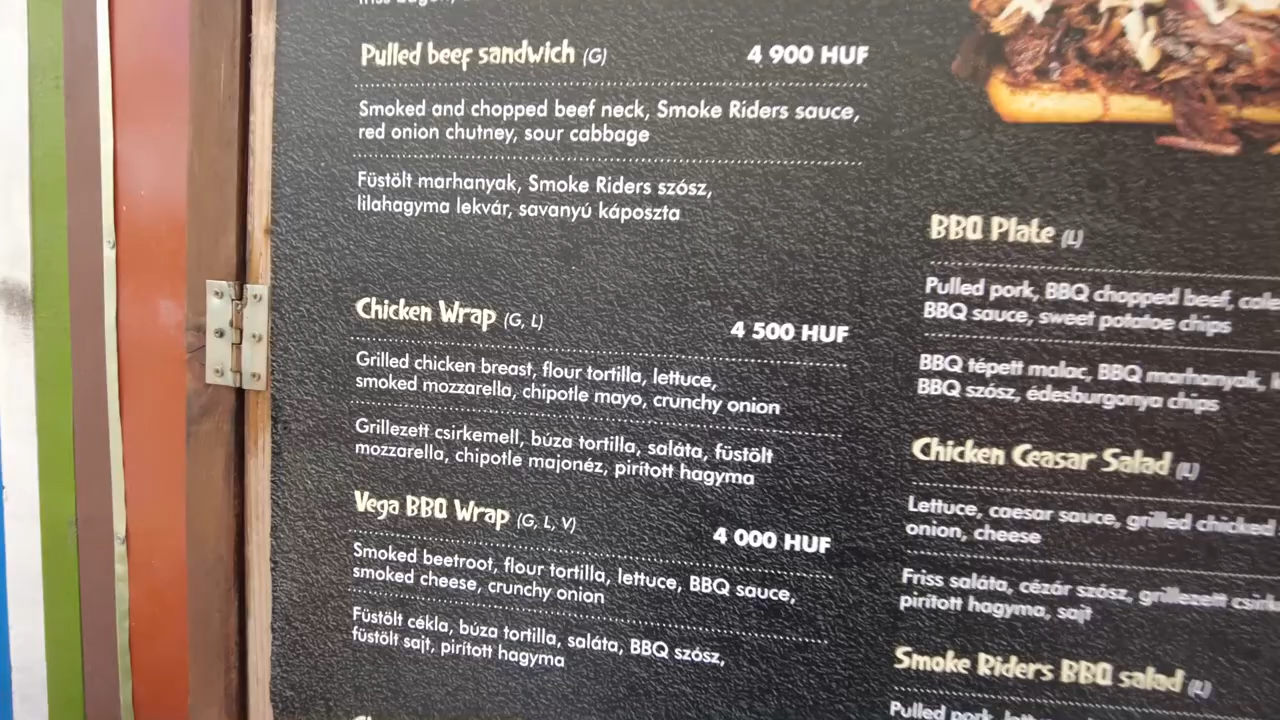 Pulled beef sandwich (G) 4 900 HUF
Smoked and chopped beef neck, Smoke Riders sauce,
red onion chutney, sour cabbage
Füstölt marhanyak, Smoke Riders szósz,
lilahagyma lekvár, savanyú káposzta
Chicken Wrap (G, L) 4 500 HUF
Grilled chicken breast, flour tortilla, lettuce,
smoked mozzarella, chipotle mayo, crunchy onion
Grillezett csirkemell, búza tortilla, saláta, füstölt
mozzarella, chipotle majonéz, pirított hagyma
Vega BBQ Wrap (G, L, V) 4 000 HUF
Smoked beetroot, flour tortilla, lettuce, BBQ sauce,
smoked cheese, crunchy onion
Füstölt cékla, búza tortilla, saláta, BBQ szósz,
füstölt sajt, pirított hagyma
BBQ Plate (L)
Pulled pork, BBQ chopped beef,
BBQ sauce, sweet potatoe chips
BBQ tépett malac, BBQ marhanyak,
BBQ szósz, édesburgonya chips
Chicken Ceasar Salad (L)
Lettuce, caesar sauce, grilled chicked
onion, cheese
Friss saláta, cézár szósz, grillezett
pirított hagyma, sajt
Smoke Riders BBQ salad (L)
Pulled pork,